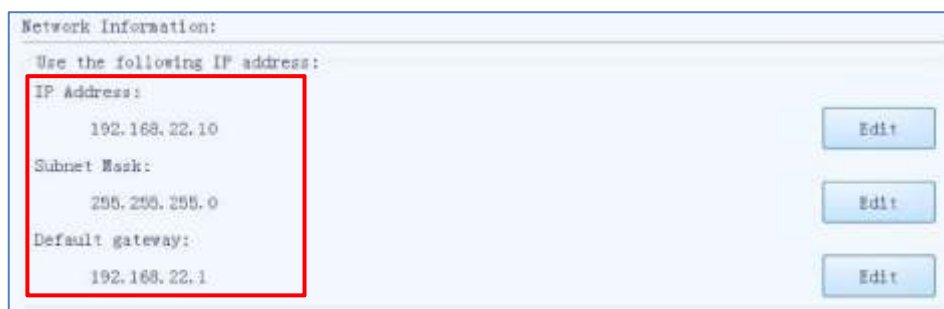 Network Information:
Use the following IP address:
IP Address:
192.168.22.10
Edit
Subnet Mask:
255.255.255.0
Edit
Default gateway:
192.168.22.1
Edit